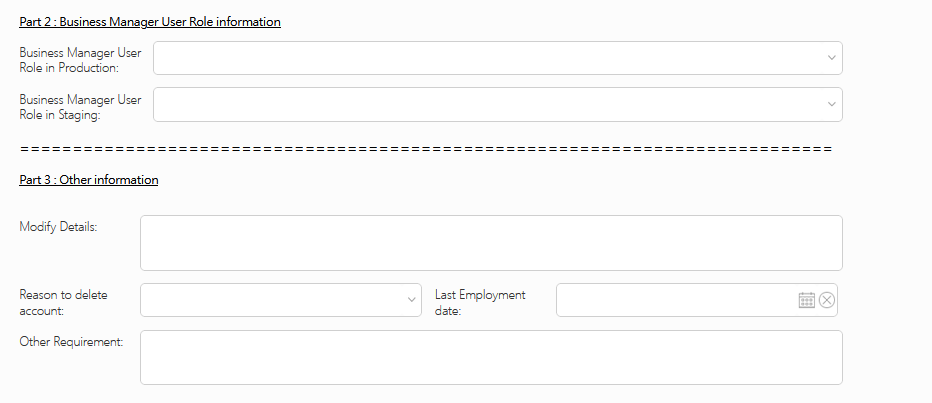 Part 2 : Business Manager User Role information
Business Manager User
Role in Production:
Business Manager User
Role in Staging:
=============================================================================
Part 3 : Other information
Modify Details:
Reason to delete
account:
Last Employment
date:
Other Requirement: